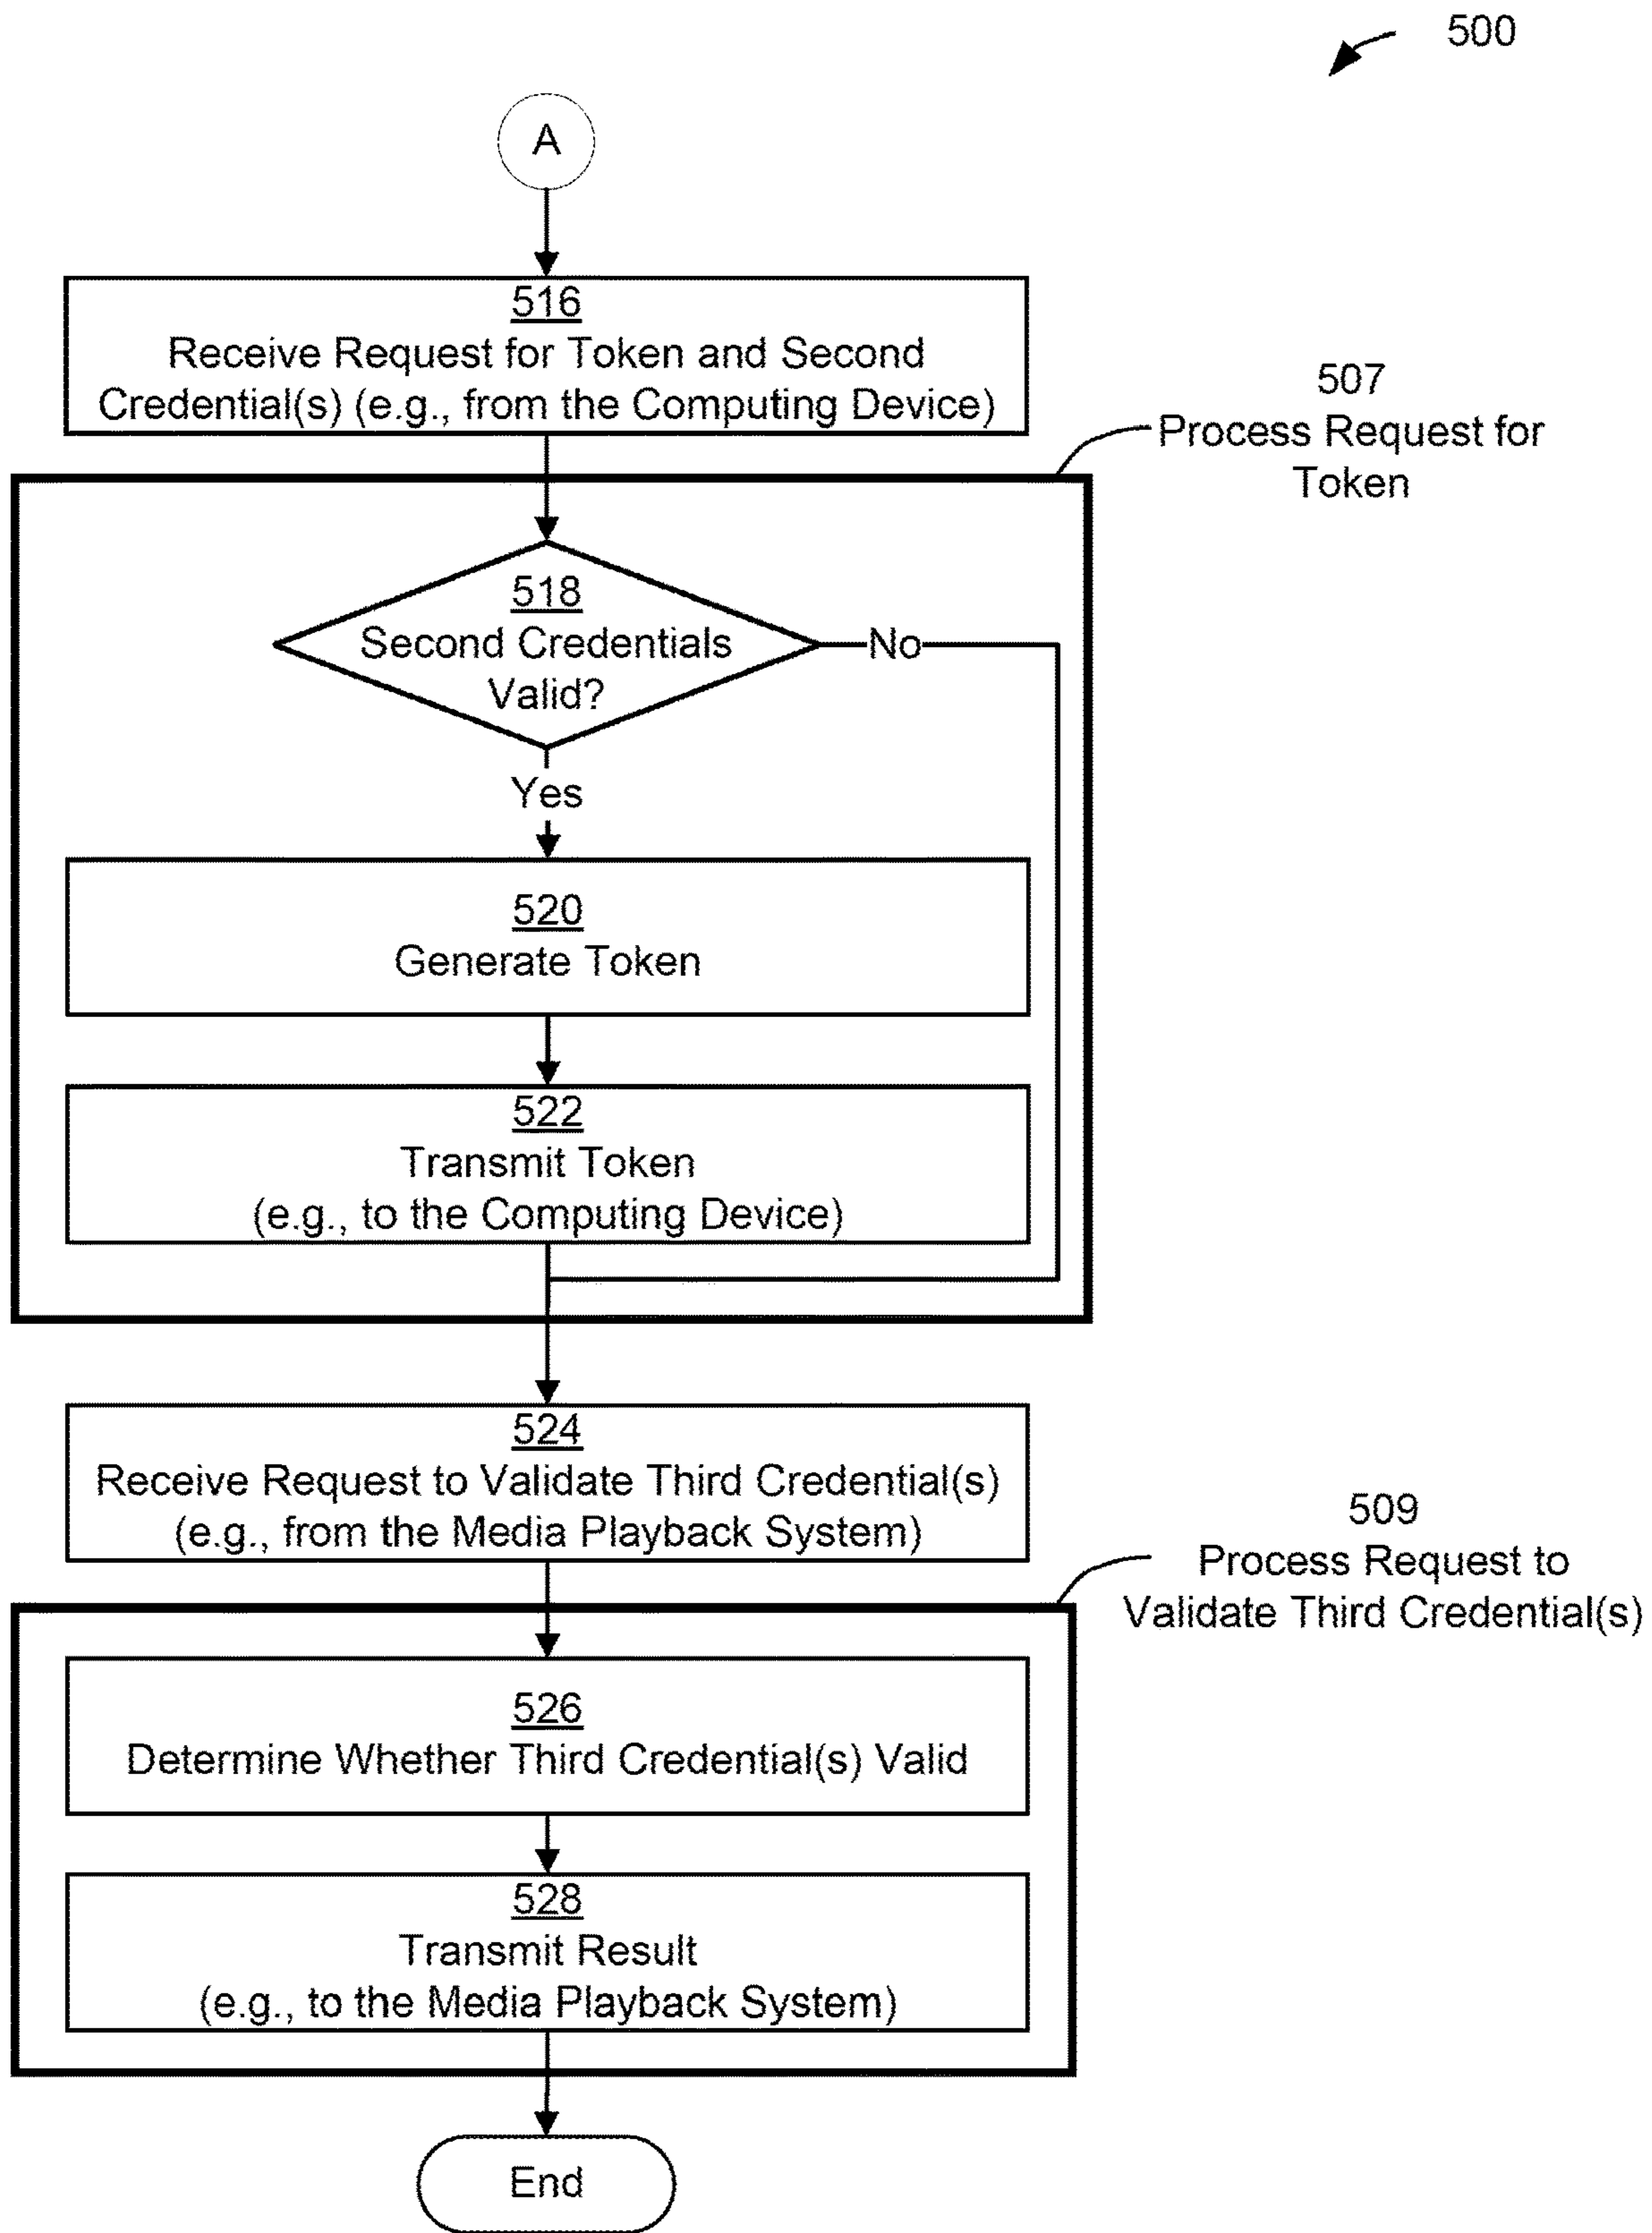 500
A
516
Receive Request for Token and Second
Credential(s) (e.g., from the Computing Device)
507
Process Request for
Token
518
Second Credentials
Valid?
No
Yes
520
Generate Token
522
Transmit Token
(e.g., to the Computing Device)
524
Receive Request to Validate Third Credential(s)
(e.g., from the Media Playback System)
509
Process Request to
Validate Third Credential(s)
526
Determine Whether Third Credential(s) Valid
528
Transmit Result
(e.g., to the Media Playback System)
End